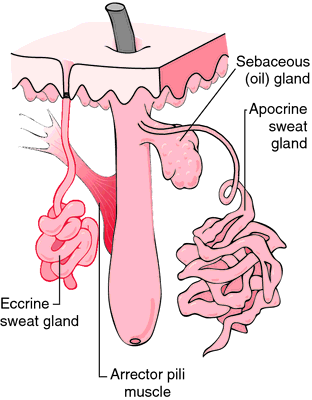 Sebaceous
(oil) gland
Apocrine
sweat
gland
Eccrine
sweat gland
Arrector pili
muscle